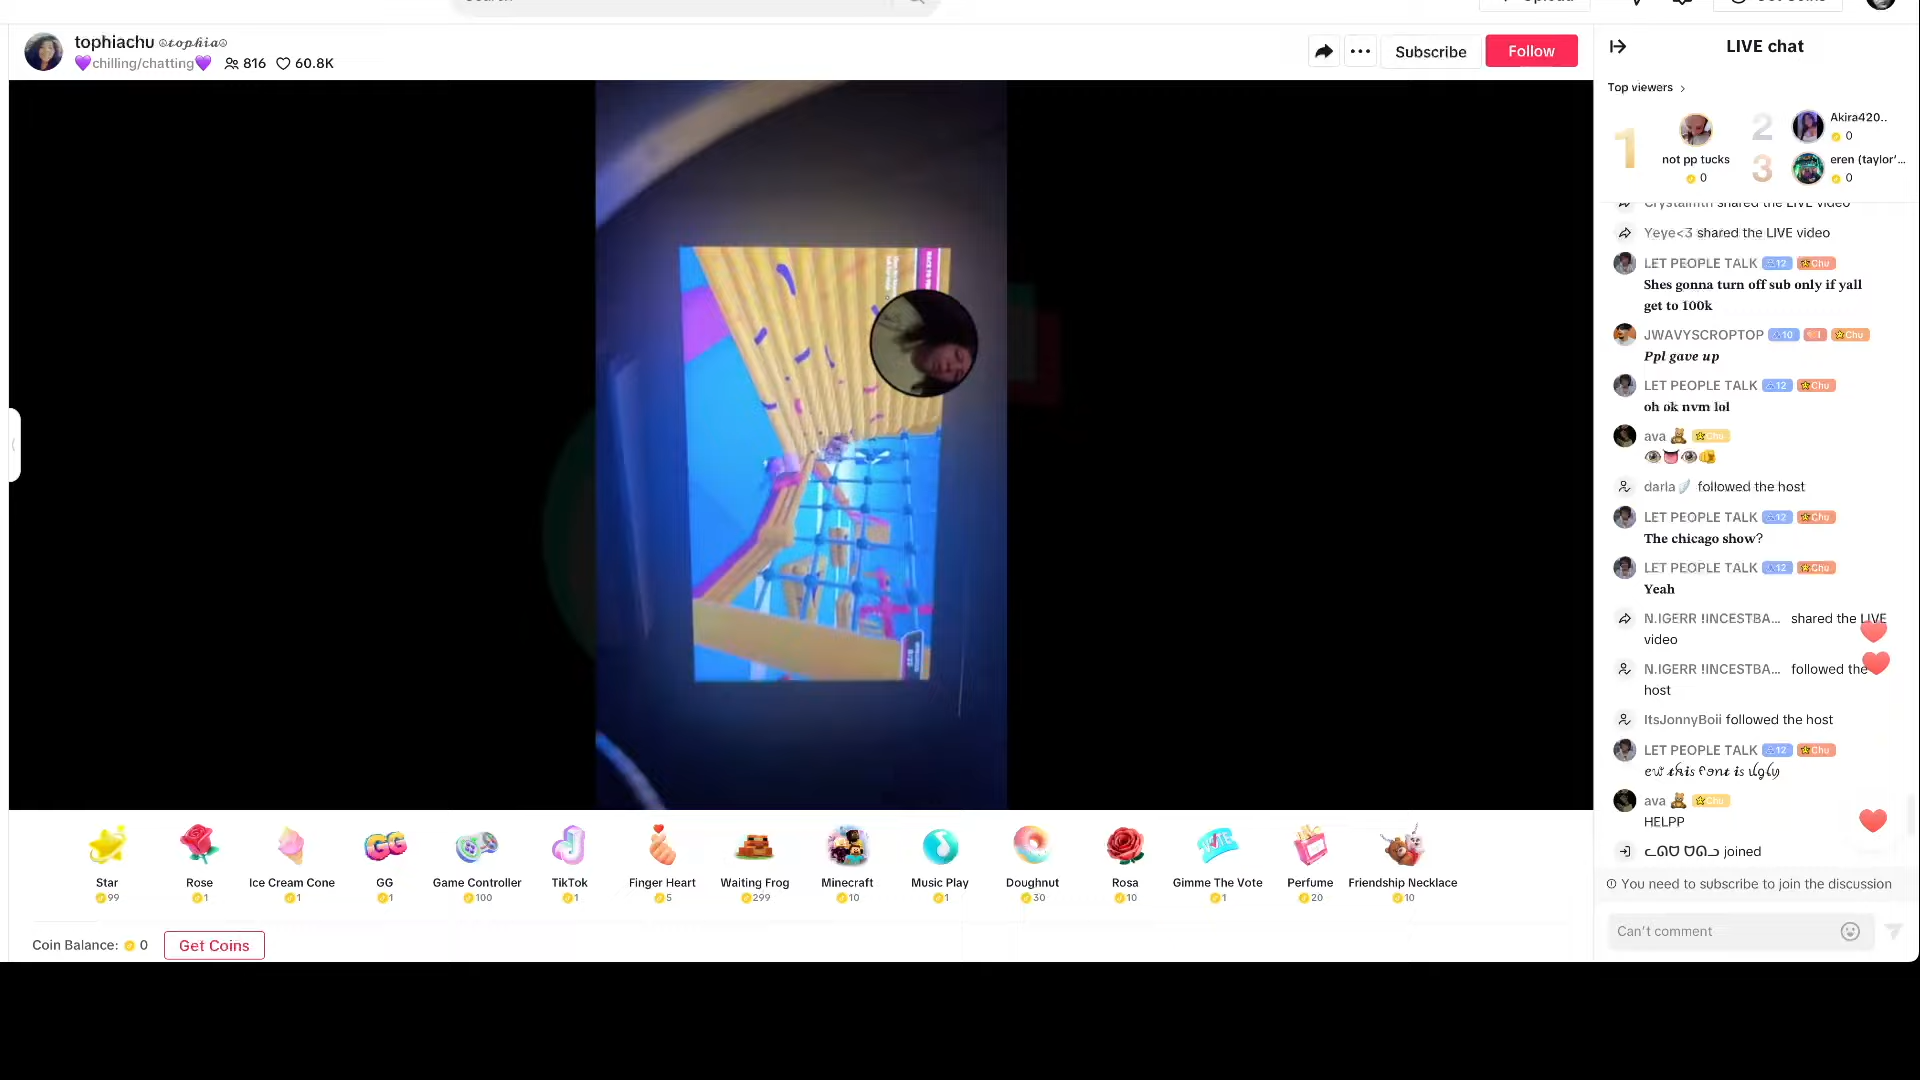 tophiachu ☮𝓽𝓸𝓹𝓱𝓲𝓪☮
💜chilling/chatting💜 816 60.8K
Subscribe
Follow
LIVE chat
Top viewers
1
not pp tucks
0
2
Akira420..
0
3
eren (taylor'...
0
shared the LIVE video
Yeye<3 shared the LIVE video
LET PEOPLE TALK 12 Chu
Shes gonna turn off sub only if yall
get to 100k
JWAVYSCROPTOP 10 Chu
Ppl gave up
LET PEOPLE TALK 12 Chu
oh ok nvm lol
ava 🧸 Chu
👁️👅👁️🫵
darla🪽 followed the host
LET PEOPLE TALK 12 Chu
The chicago show?
LET PEOPLE TALK 12 Chu
Yeah
N.IGERR !INCESTBA... shared the LIVE
video
N.IGERR !INCESTBA... followed the
host
ItsJonnyBoii followed the host
LET PEOPLE TALK 12 Chu
ew this font is ugly
ava 🧸 Chu
HELPP
joined
You need to subscribe to join the discussion
Can't comment
Star
99
Rose
1
Ice Cream Cone
1
GG
GG
1
Game Controller
100
TikTok
1
Finger Heart
5
Waiting Frog
299
Minecraft
10
Music Play
1
Doughnut
30
Rosa
10
Gimme The Vote
1
Perfume
20
Friendship Necklace
10
Coin Balance: 0
Get Coins